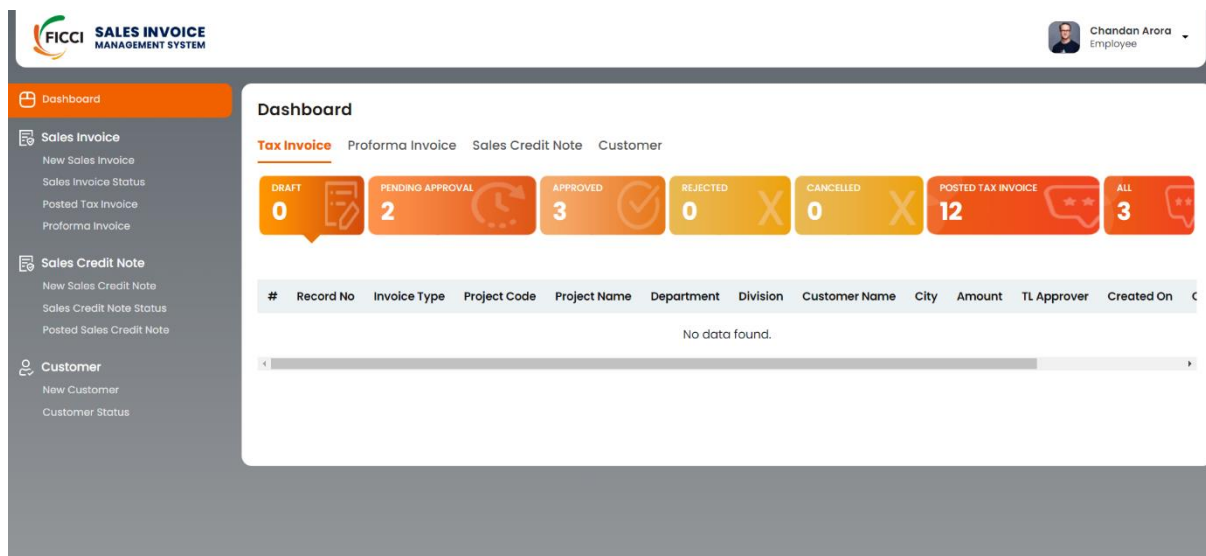 FICCI SALES INVOICE
MANAGEMENT SYSTEM
Chandan Arora
Employee
Dashboard
Sales Invoice
New Sales Invoice
Sales Invoice Status
Posted Tax Invoice
Proforma Invoice
Sales Credit Note
New Sales Credit Note
Sales Credit Note Status
Posted Sales Credit Note
Customer
New Customer
Customer Status
Dashboard
Tax Invoice Proforma Invoice Sales Credit Note Customer
DRAFT PENDING APPROVAL APPROVED REJECTED CANCELLED POSTED TAX INVOICE ALL
0 2 3 0 0 12 3
# Record No Invoice Type Project Code Project Name Department Division Customer Name City Amount TL Approver Created On
No data found.